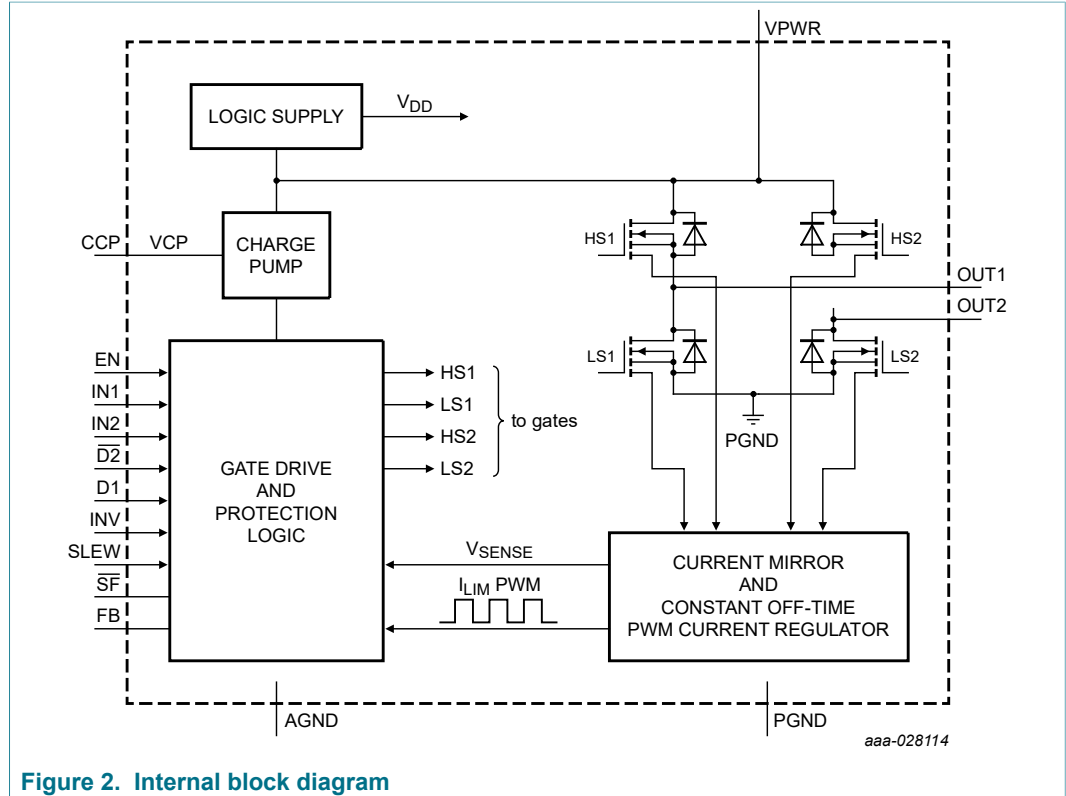 VPWR
LOGIC SUPPLY
VDD
CCP
VCP
CHARGE
PUMP
HS1
HS2
OUT1
OUT2
LS1
LS2
PGND
EN
IN1
IN2
D̅2̅
D1
INV
SLEW
S̅F̅
FB
GATE DRIVE
AND
PROTECTION
LOGIC
HS1
LS1
HS2
LS2
to gates
VSENSE
ILIM PWM
CURRENT MIRROR
AND
CONSTANT OFF-TIME
PWM CURRENT REGULATOR
AGND
PGND
aaa-028114
Figure 2. Internal block diagram